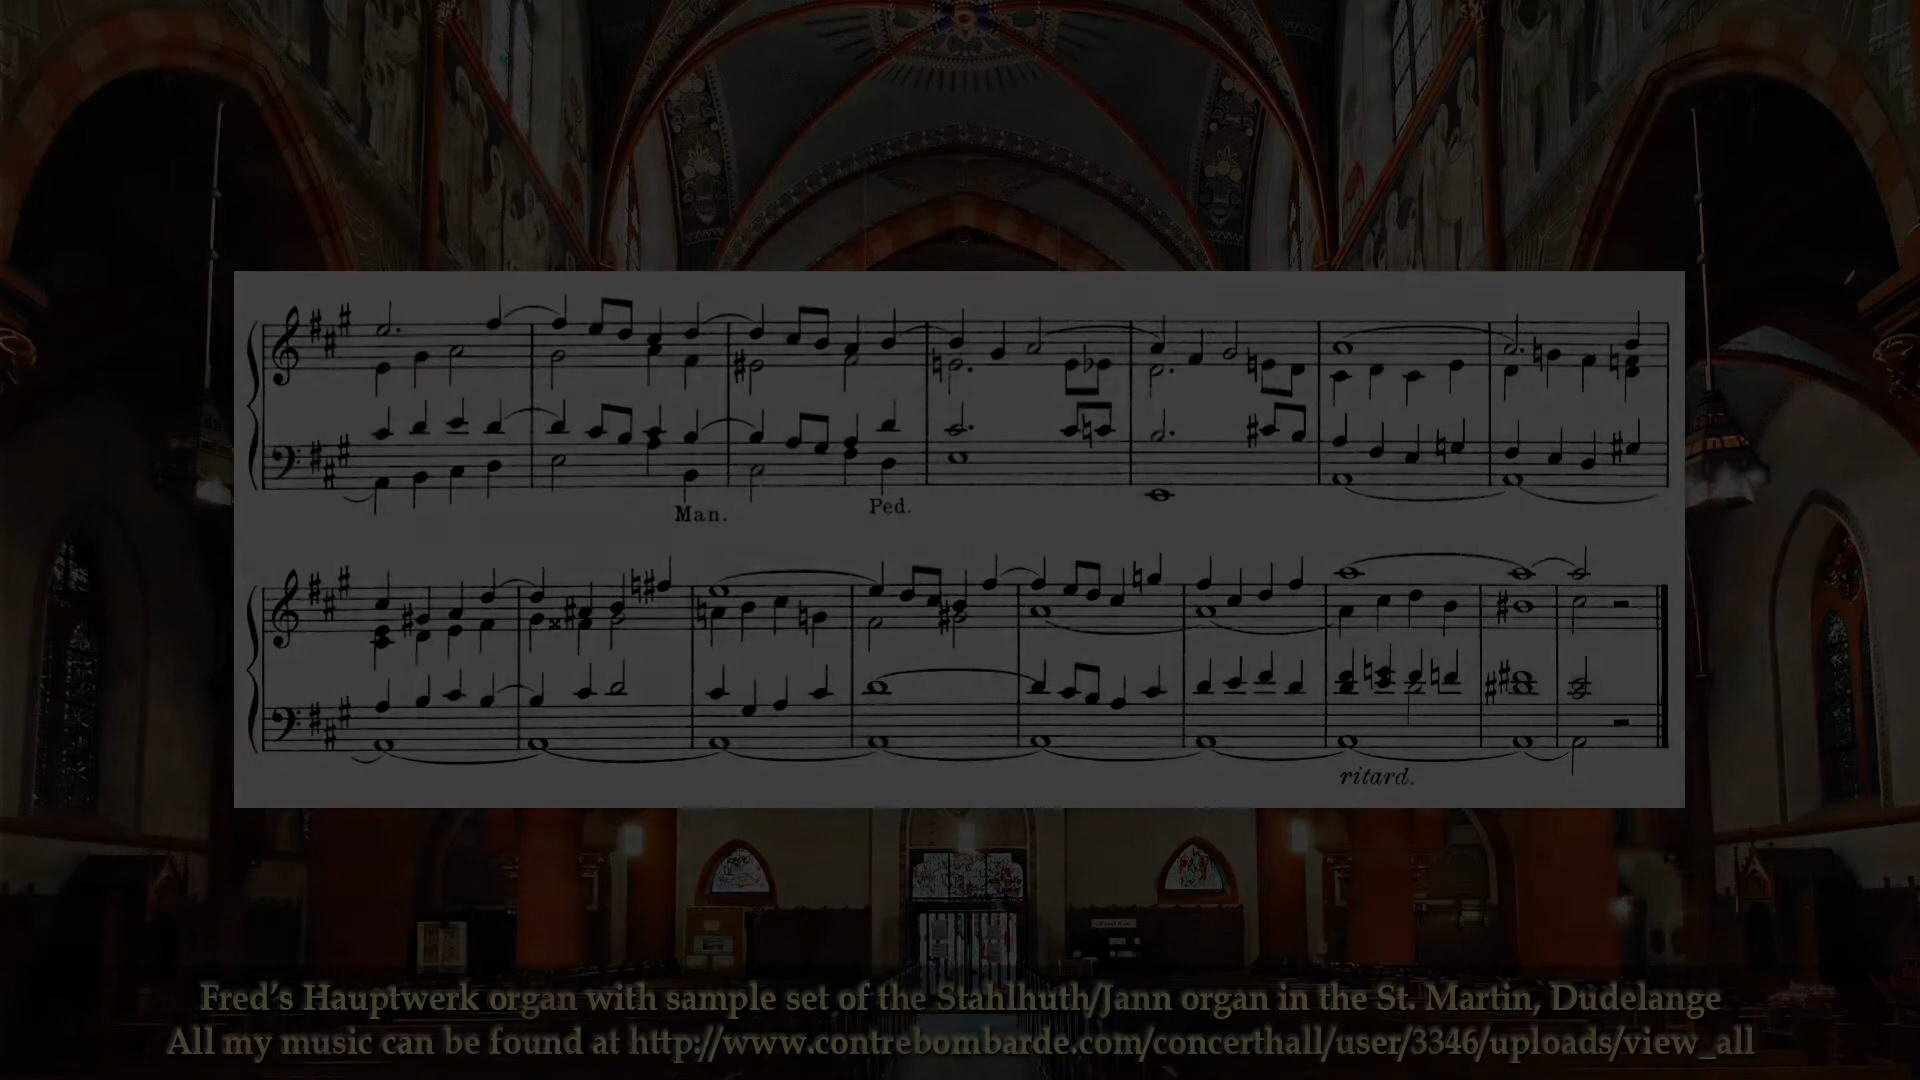 Man.
Ped.
ritard.
Fred's Hauptwerk organ with sample set of the Stahlhuth/Jann organ in the St. Martin, Dudelange
All my music can be found at http://www.contrebombarde.com/concerthall/user/3346/uploads/view_all